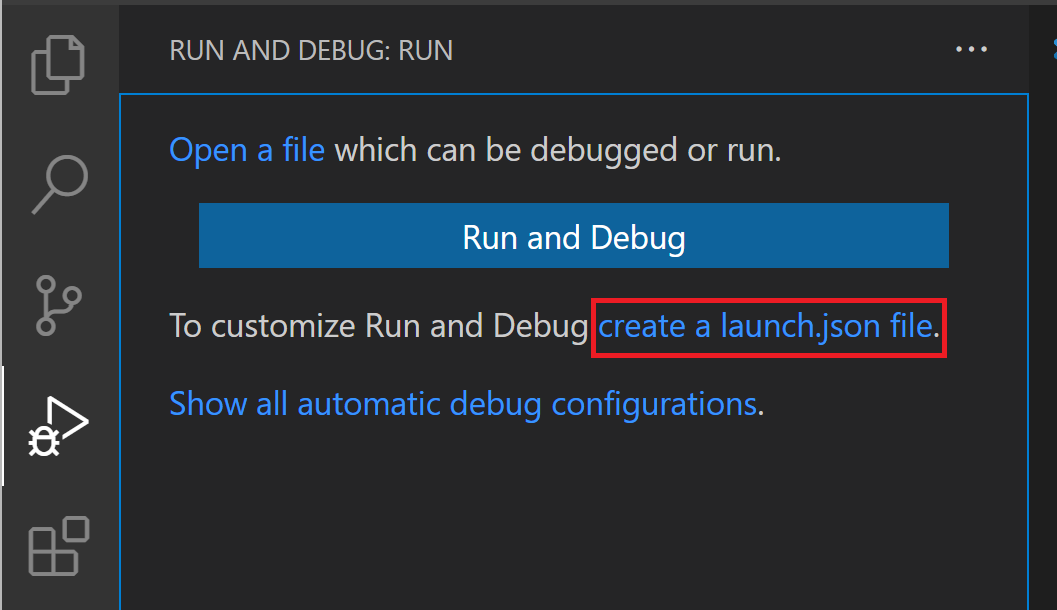 RUN AND DEBUG: RUN
Open a file which can be debugged or run.
Run and Debug
To customize Run and Debug create a launch.json file.
Show all automatic debug configurations.